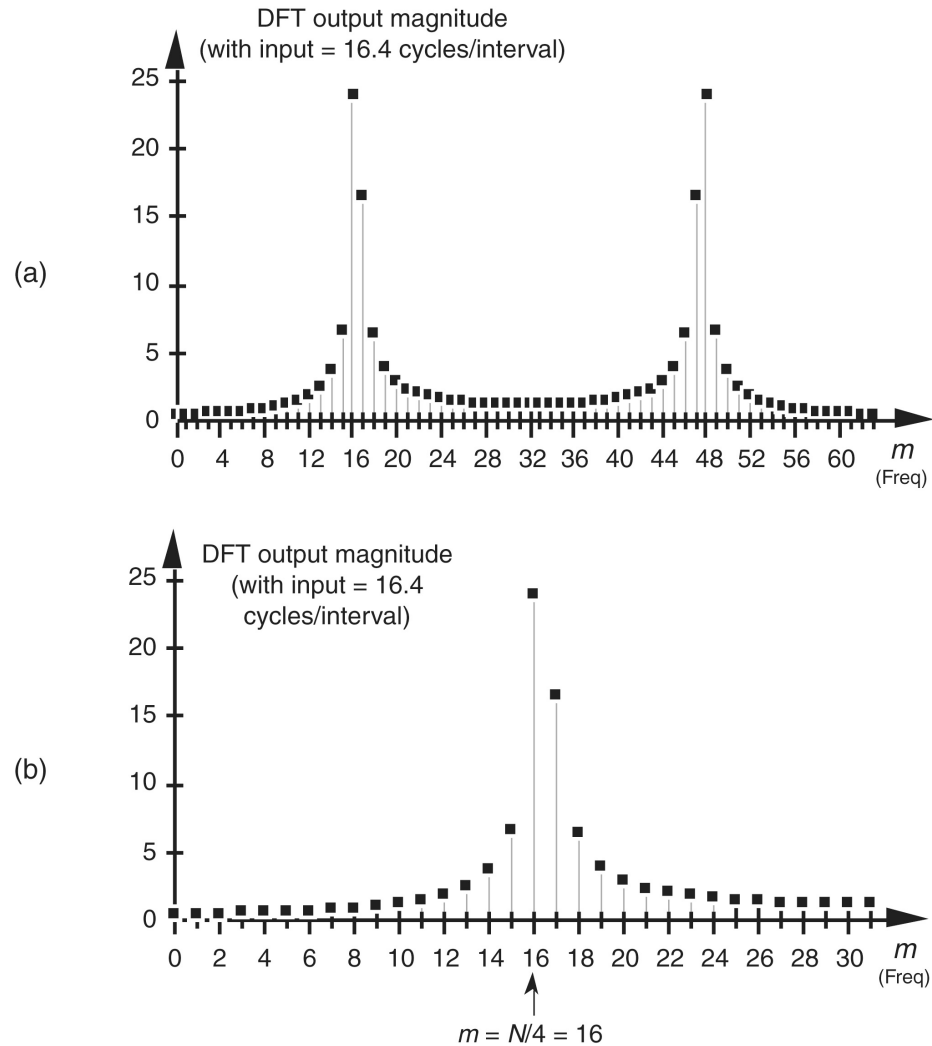 DFT output magnitude
(with input = 16.4 cycles/interval)
25
20
15
(a)
10
5
0
0 4 8 12 16 20 24 28 32 36 40 44 48 52 56 60 m
(Freq)
DFT output magnitude
(with input = 16.4
cycles/interval)
25
20
15
(b)
10
5
0
0 2 4 6 8 10 12 14 16 18 20 22 24 26 28 30 m
(Freq)
m = N/4 = 16